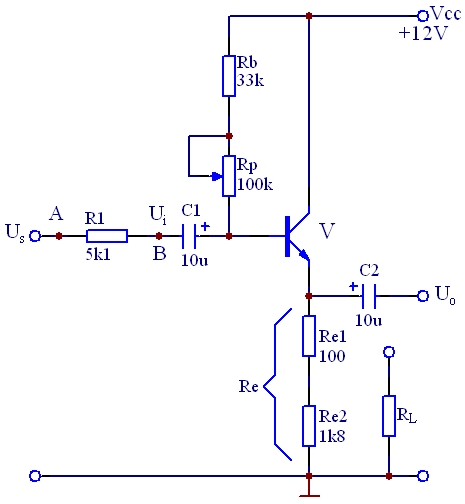 Vcc
+12V
Rb
33k
Rp
100k
A
R1
Ui
C1
+
V
Us
5k1
B
10u
C2
+
Uo
10u
Re1
100
Re
Re2
1k8
RL